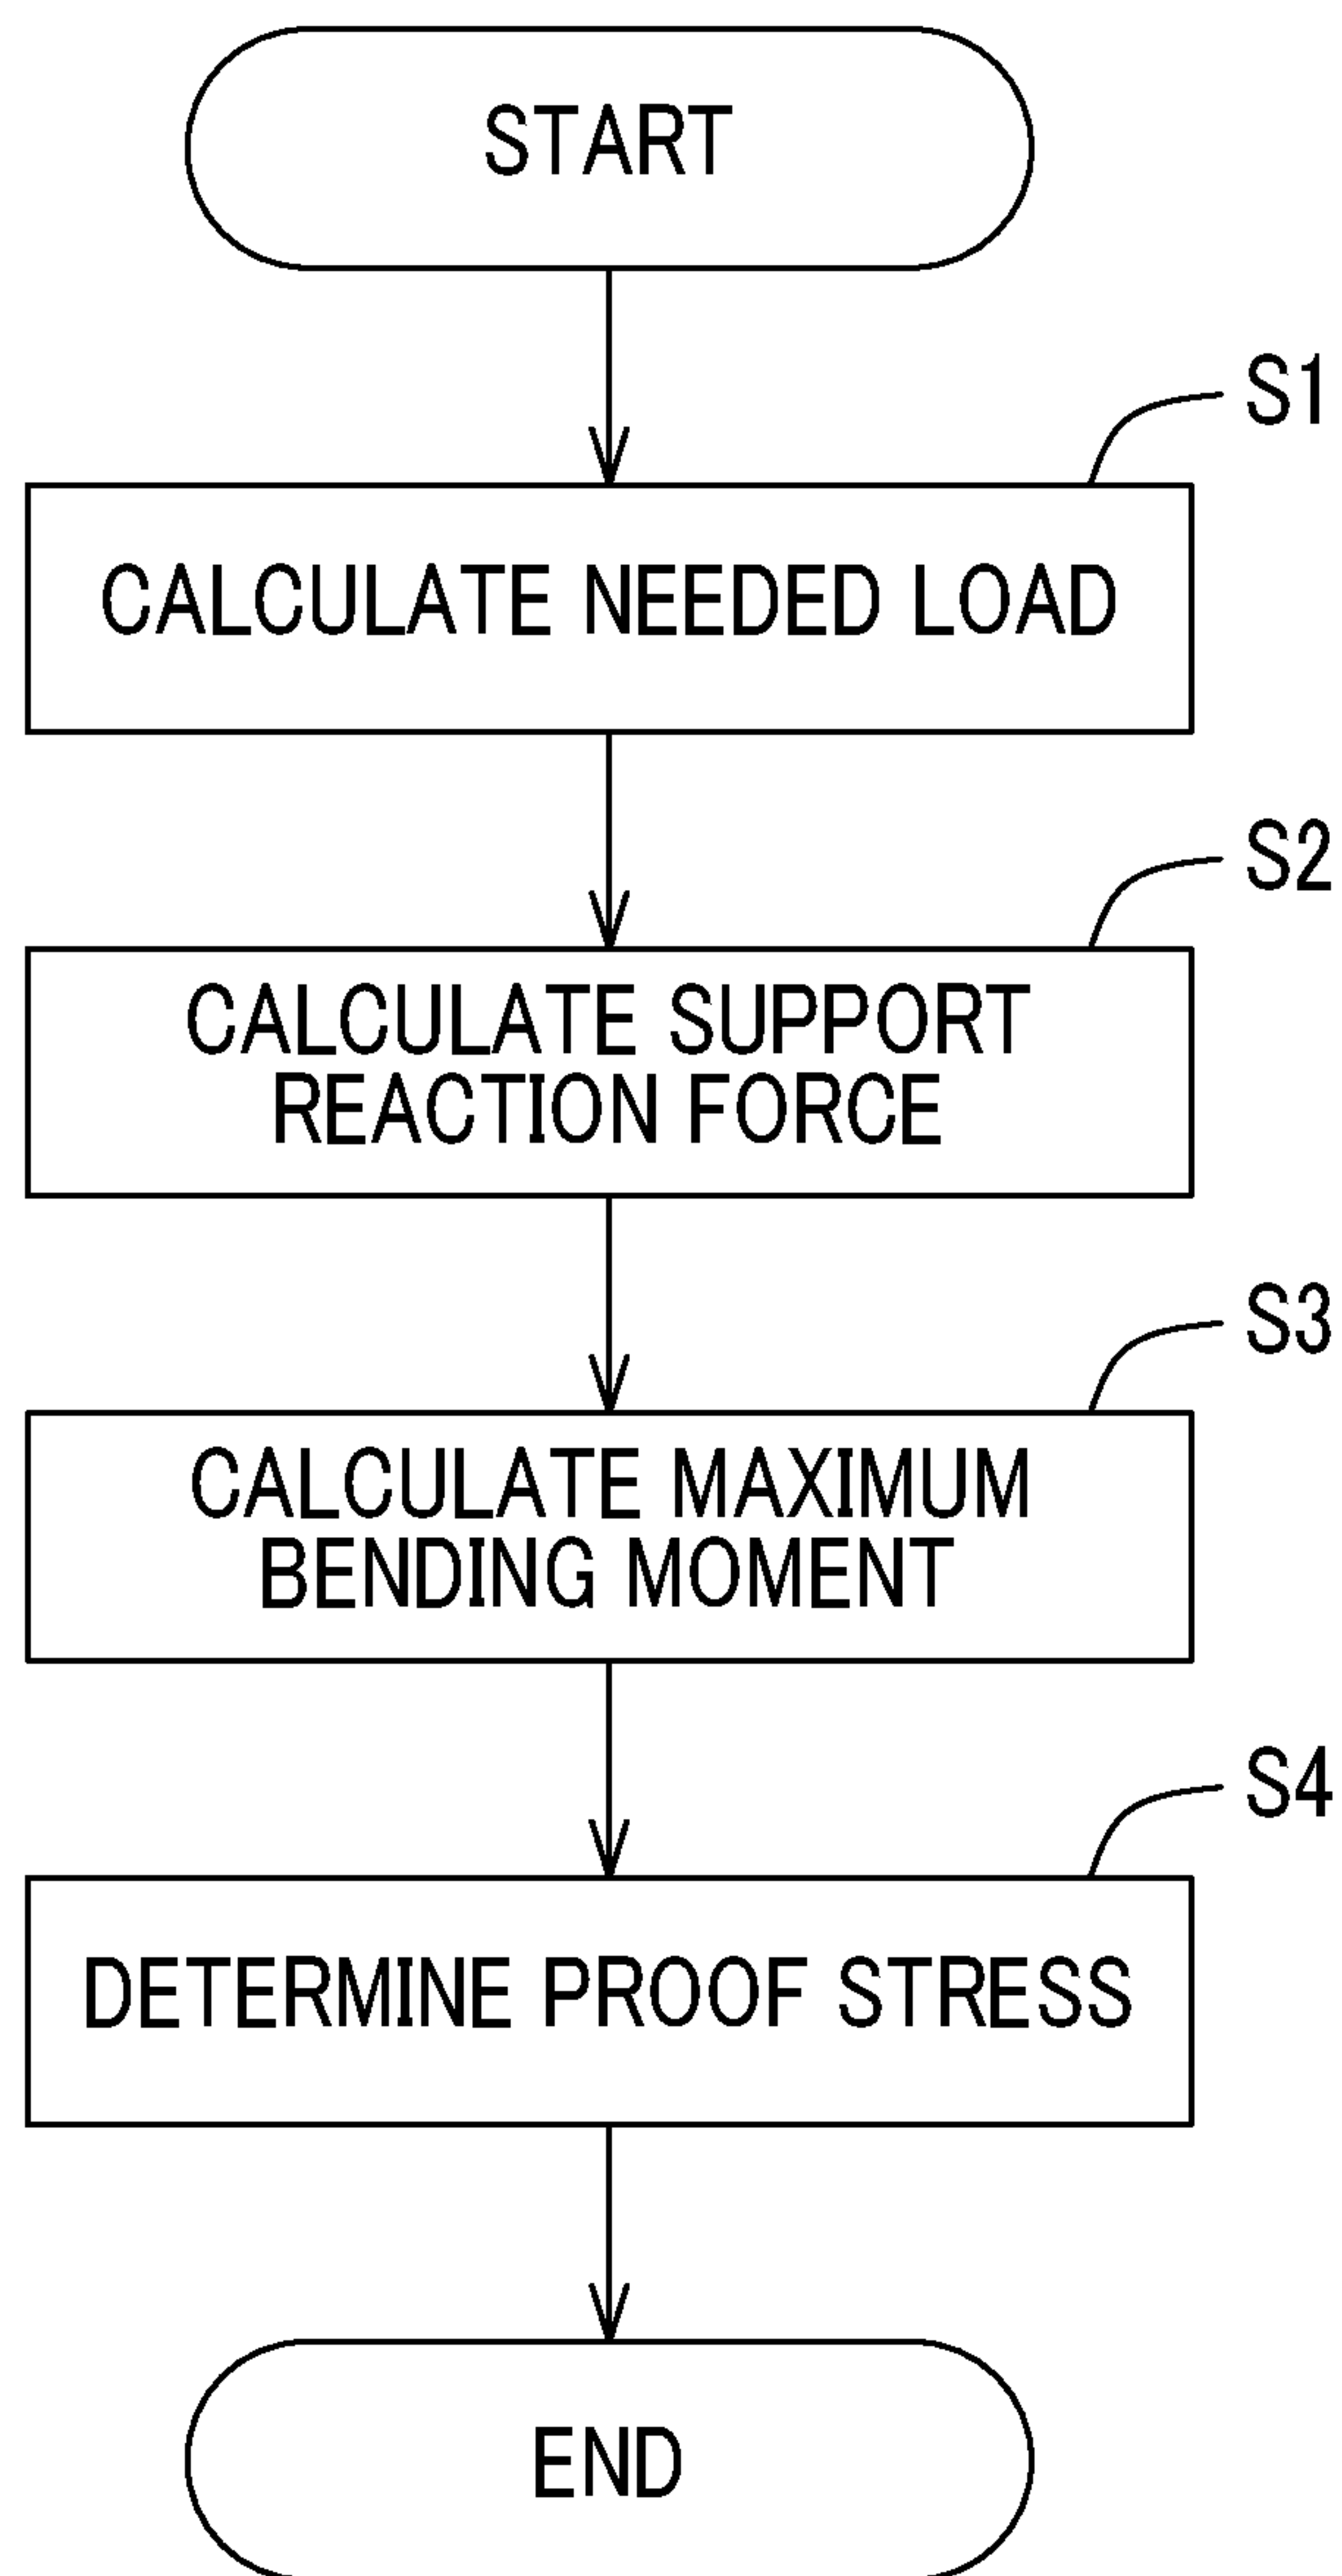 START
S1
CALCULATE NEEDED LOAD
S2
CALCULATE SUPPORT
REACTION FORCE
S3
CALCULATE MAXIMUM
BENDING MOMENT
S4
DETERMINE PROOF STRESS
END